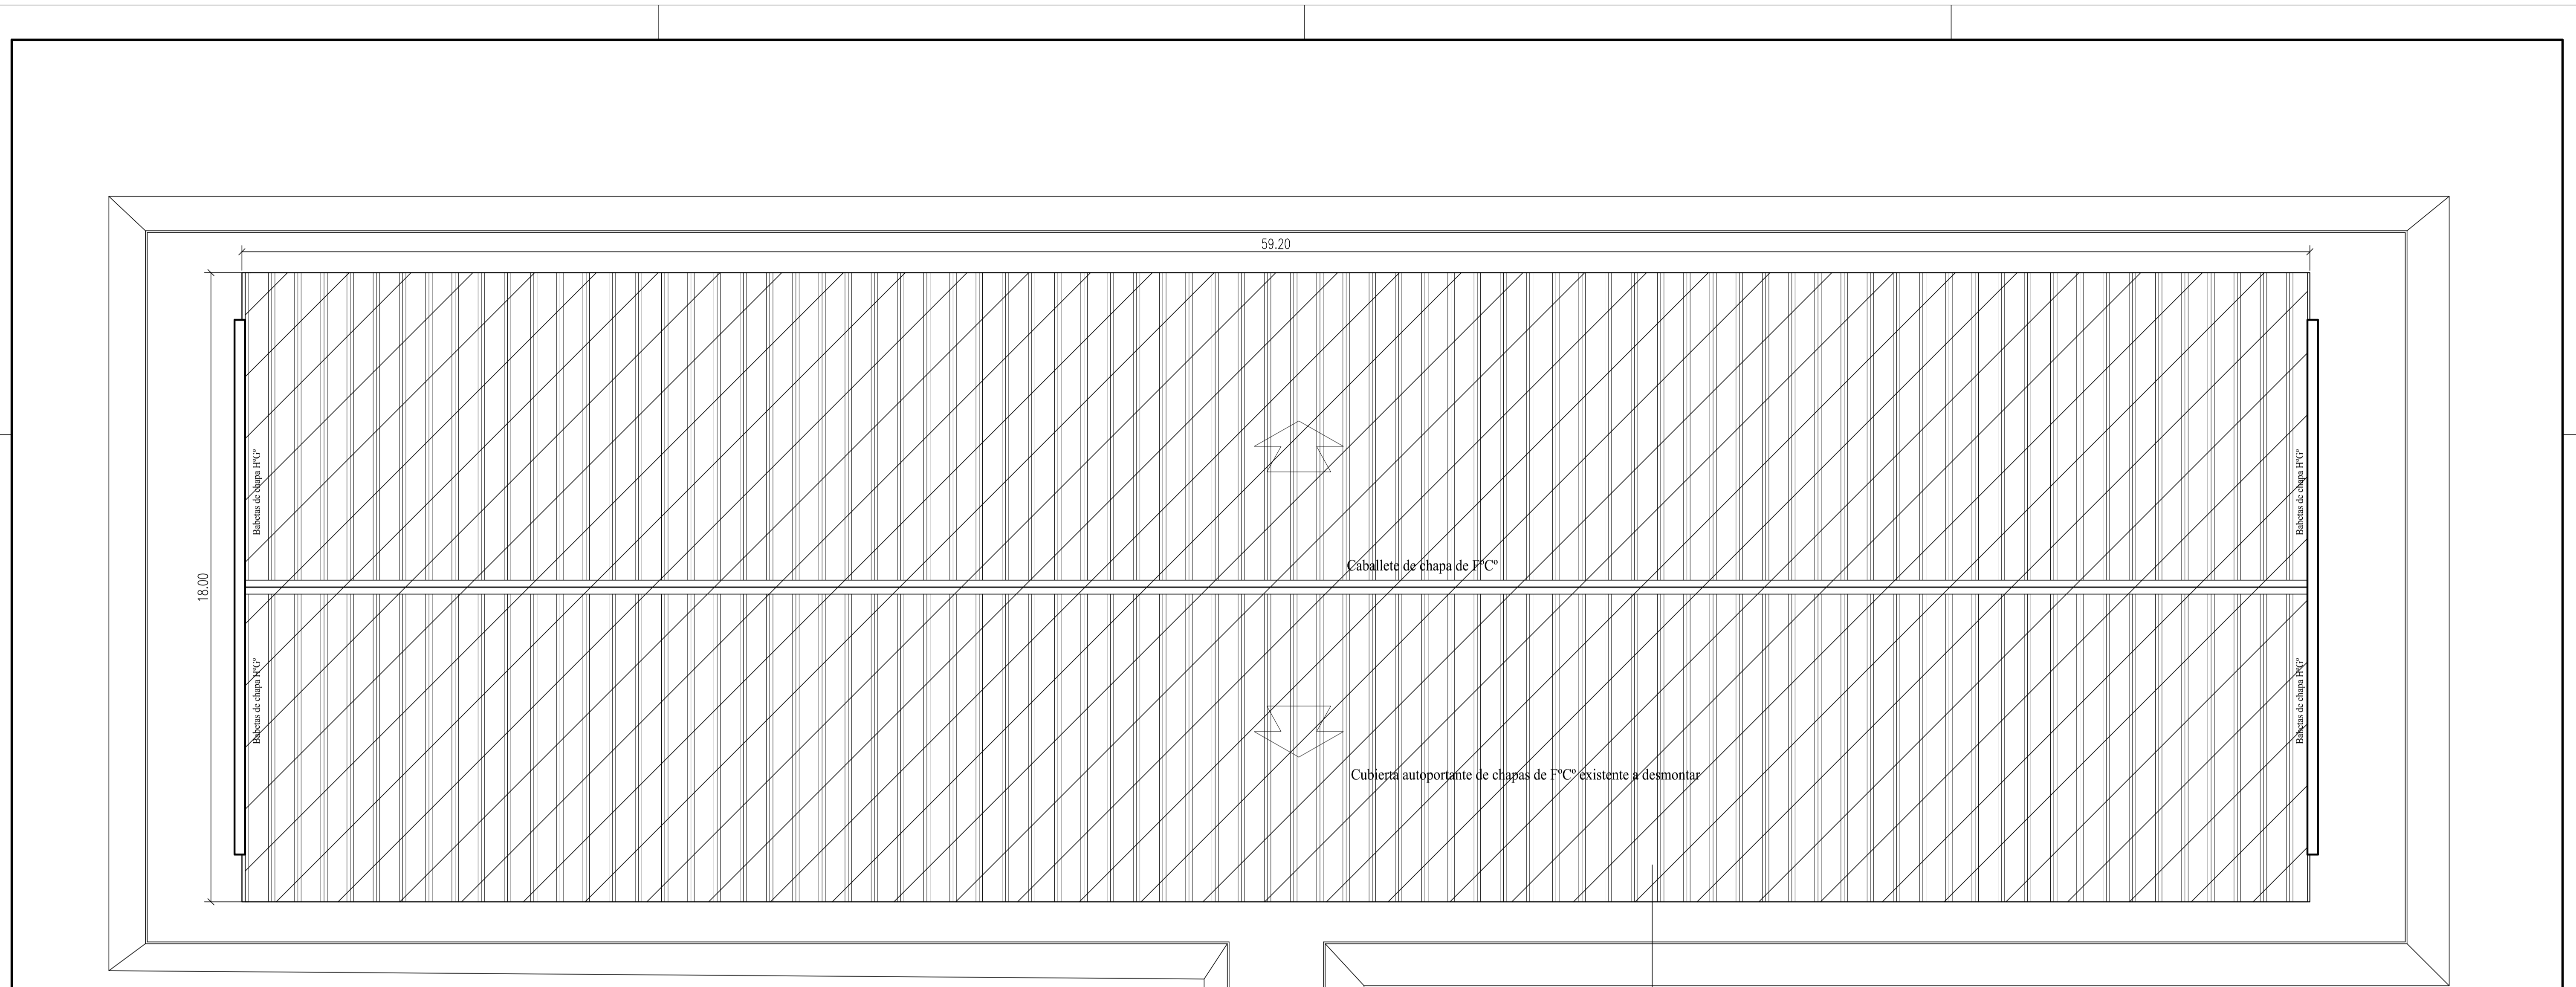 59.20
Babetas de chapa HºGº
Babetas de chapa HºGº
Caballete de chapa de FºCº
18.00
Babetas de chapa HºGº
Babetas de chapa HºGº
Cubierta autoportante de chapas de FºCº existente a desmontar